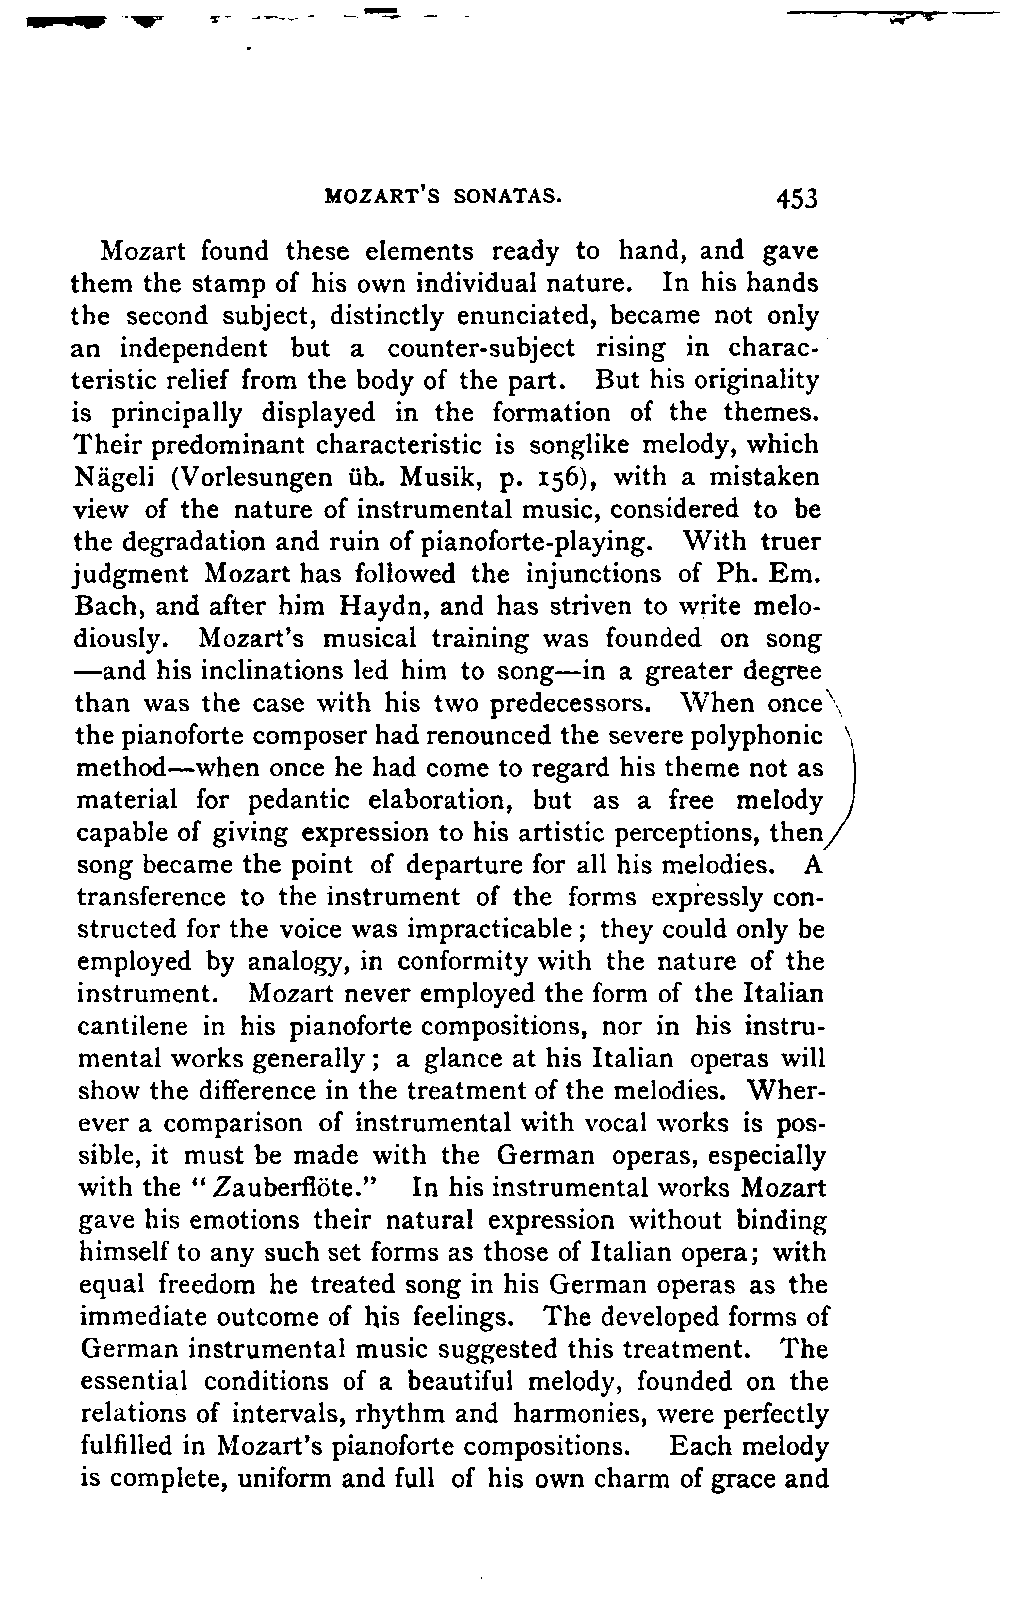 MOZART'S SONATAS. 453
Mozart found these elements ready to hand, and gave
them the stamp of his own individual nature. In his hands
the second subject, distinctly enunciated, became not only
an independent but a counter-subject rising in charac-
teristic relief from the body of the part. But his originality
is principally displayed in the formation of the themes.
Their predominant characteristic is songlike melody, which
Nägeli (Vorlesungen üb. Musik, p. 156), with a mistaken
view of the nature of instrumental music, considered to be
the degradation and ruin of pianoforte-playing. With truer
judgment Mozart has followed the injunctions of Ph. Em.
Bach, and after him Haydn, and has striven to write melo-
diously. Mozart's musical training was founded on song
—and his inclinations led him to song—in a greater degree
than was the case with his two predecessors. When once
the pianoforte composer had renounced the severe polyphonic
method—when once he had come to regard his theme not as
material for pedantic elaboration, but as a free melody
capable of giving expression to his artistic perceptions, then
song became the point of departure for all his melodies. A
transference to the instrument of the forms expressly con-
structed for the voice was impracticable; they could only be
employed by analogy, in conformity with the nature of the
instrument. Mozart never employed the form of the Italian
cantilene in his pianoforte compositions, nor in his instru-
mental works generally; a glance at his Italian operas will
show the difference in the treatment of the melodies. Wher-
ever a comparison of instrumental with vocal works is pos-
sible, it must be made with the German operas, especially
with the "Zauberflöte." In his instrumental works Mozart
gave his emotions their natural expression without binding
himself to any such set forms as those of Italian opera; with
equal freedom he treated song in his German operas as the
immediate outcome of his feelings. The developed forms of
German instrumental music suggested this treatment. The
essential conditions of a beautiful melody, founded on the
relations of intervals, rhythm and harmonies, were perfectly
fulfilled in Mozart's pianoforte compositions. Each melody
is complete, uniform and full of his own charm of grace and